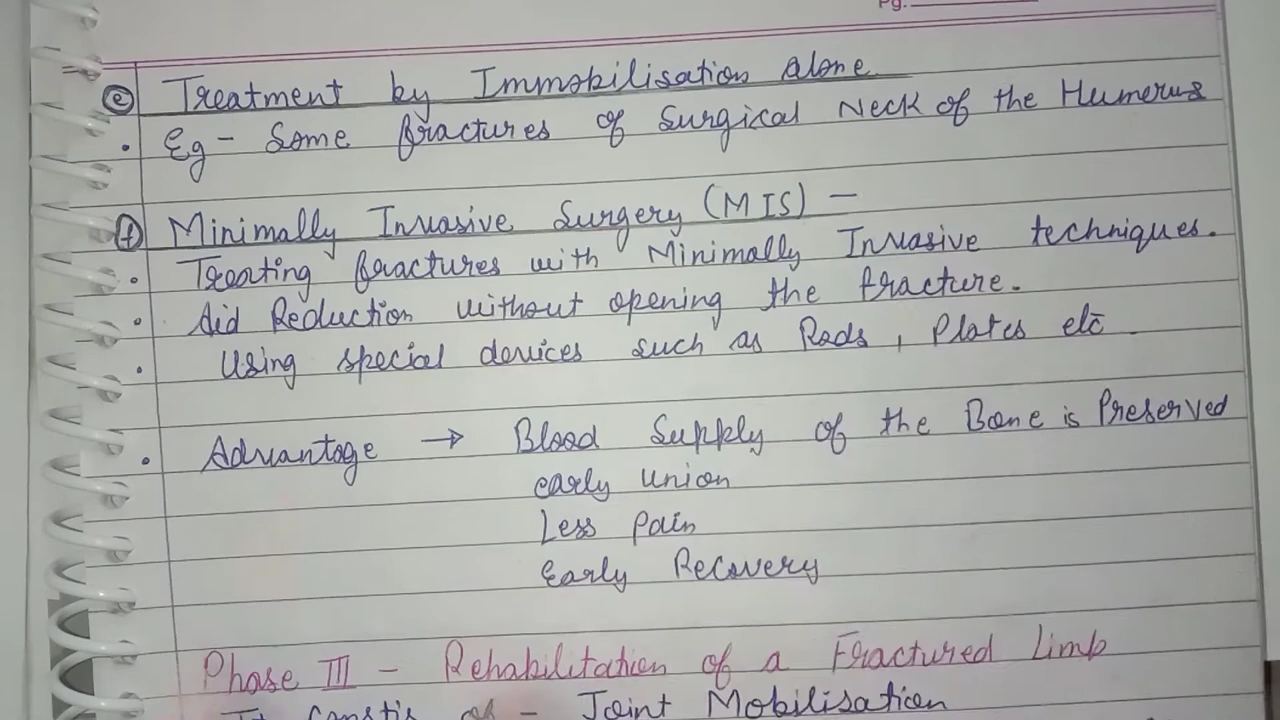 Pg.
(e) Treatment by Immobilisation Alone
. Eg - Some fractures of Surgical Neck of the Humerus
(f) Minimally Invasive Surgery (MIS) -
. Treating fractures with Minimally Invasive techniques.
. Aid Reduction without opening the fracture.
. Using special devices such as Rods, Plates etc
. Advantage → Blood Supply of the Bone is Preserved
early Union
Less Pain
Early Recovery
Phase III - Rehabilitation of a Fractured Limb
It of - Joint Mobilisation